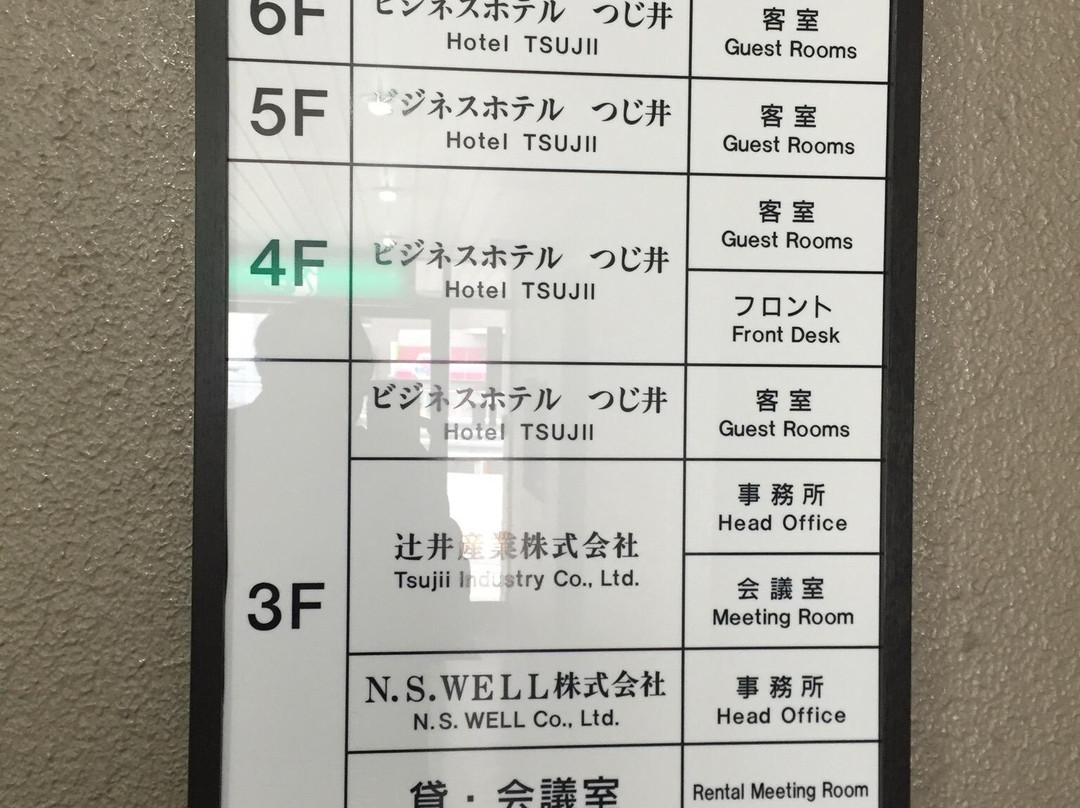 6F
ビジネスホテル つじ井
Hotel TSUJII
客室
Guest Rooms
5F
ビジネスホテル つじ井
Hotel TSUJII
客室
Guest Rooms
4F
ビジネスホテル つじ井
Hotel TSUJII
客室
Guest Rooms
フロント
Front Desk
3F
ビジネスホテル つじ井
Hotel TSUJII
客室
Guest Rooms
辻井産業株式会社
Tsujii Industry Co., Ltd.
事務所
Head Office
会議室
Meeting Room
N.S.WELL株式会社
N.S. WELL Co., Ltd.
事務所
Head Office
貸・会議室
Rental Meeting Room